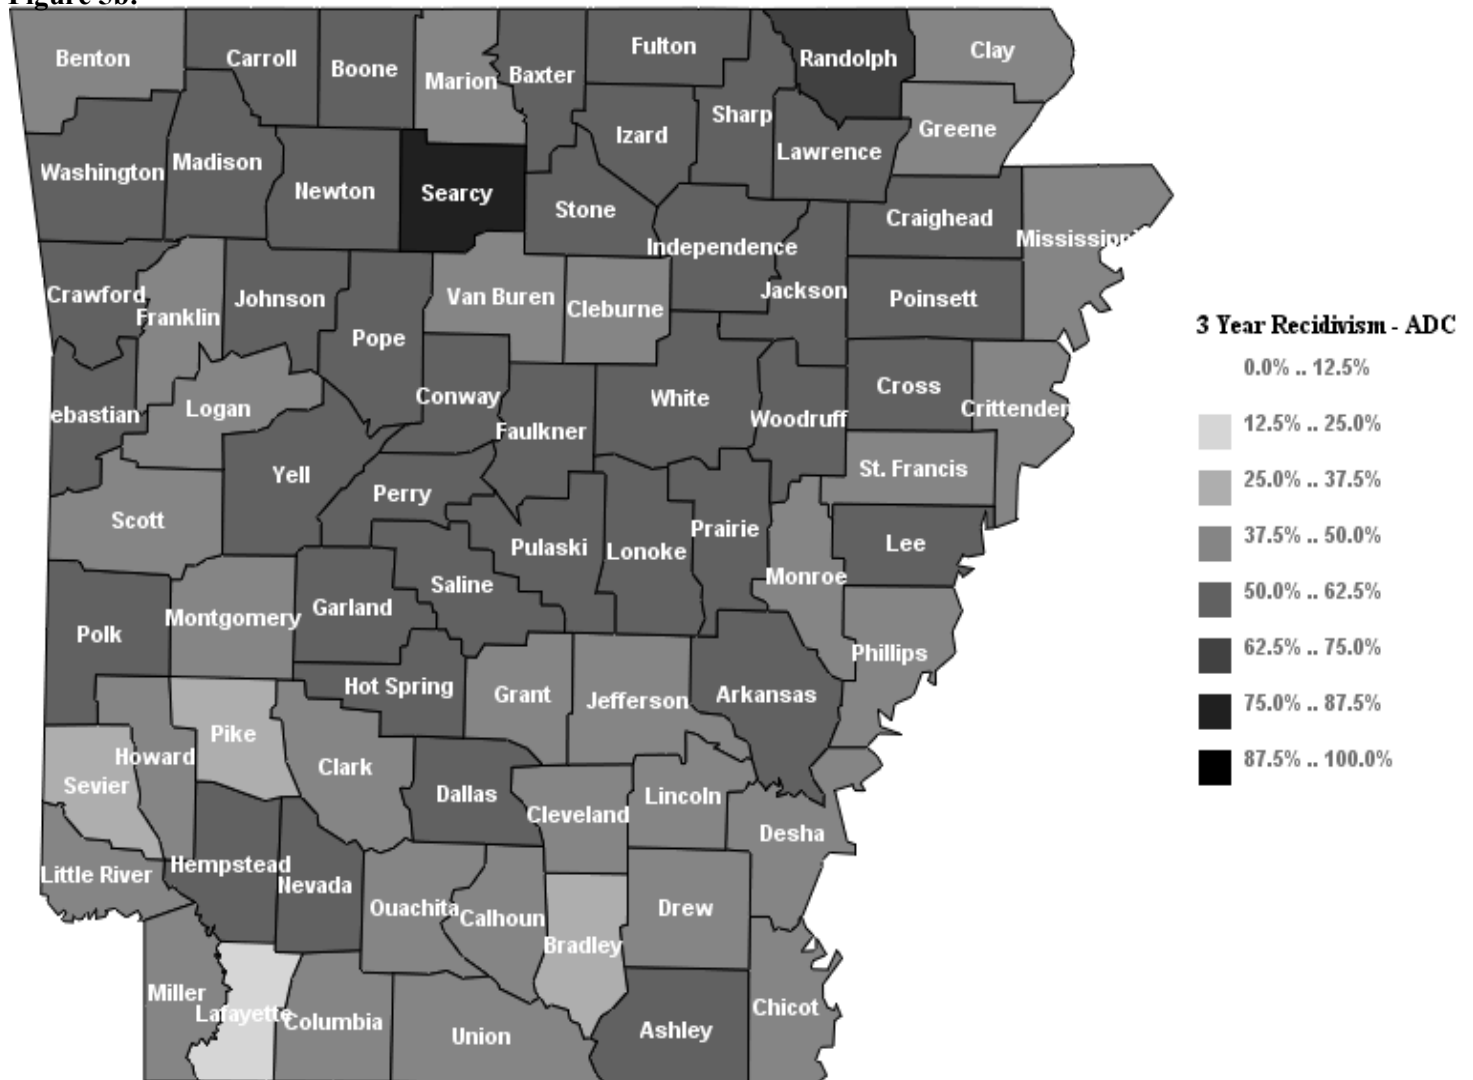 Figure 3b:
Benton
Carroll
Boone
Marion
Baxter
Fulton
Randolph
Clay
Sharp
Izard
Greene
Lawrence
Washington
Madison
Newton
Searcy
Stone
Independence
Craighead
Mississippi
Crawford
Franklin
Johnson
Van Buren
Cleburne
Jackson
Poinsett
Pope
3 Year Recidivism - ADC
0.0% .. 12.5%
12.5% .. 25.0%
25.0% .. 37.5%
37.5% .. 50.0%
50.0% .. 62.5%
62.5% .. 75.0%
75.0% .. 87.5%
87.5% .. 100.0%
ebastian
Logan
Conway
White
Cross
Woodruff
Crittenden
Faulkner
Yell
St. Francis
Scott
Perry
Pulaski
Lonoke
Prairie
Lee
Monroe
Saline
Garland
Montgomery
Polk
Phillips
Hot Spring
Grant
Jefferson
Arkansas
Pike
Howard
Sevier
Clark
Dallas
Cleveland
Lincoln
Desha
Little River
Hempstead
Nevada
Ouachita
Calhoun
Bradley
Drew
Miller
Lafayette
Columbia
Union
Ashley
Chicot